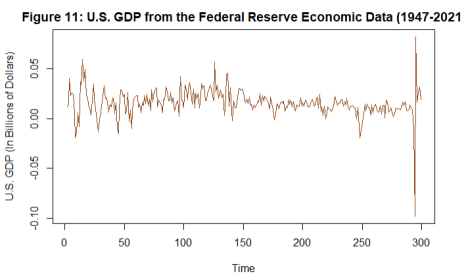 Figure 11: U.S. GDP from the Federal Reserve Economic Data (1947-2021
U.S. GDP (In Billions of Dollars)
0.05
0.00
-0.05
-0.10
0 50 100 150 200 250 300
Time